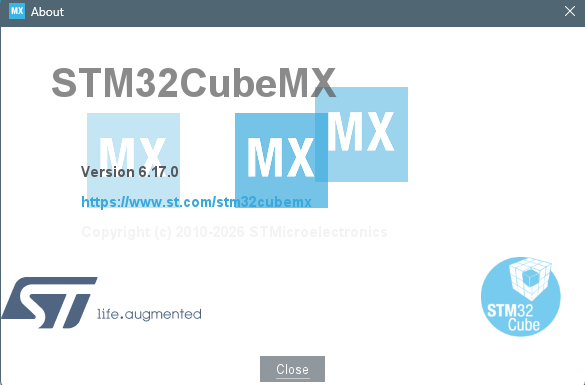 MX About
STM32CubeMX
MX
MX
MX
Version 6.17.0
https://www.st.com/stm32cubemx
Copyright (c) 2010-2026 STMicroelectronics
ST life.augmented
STM32
Cube
Close